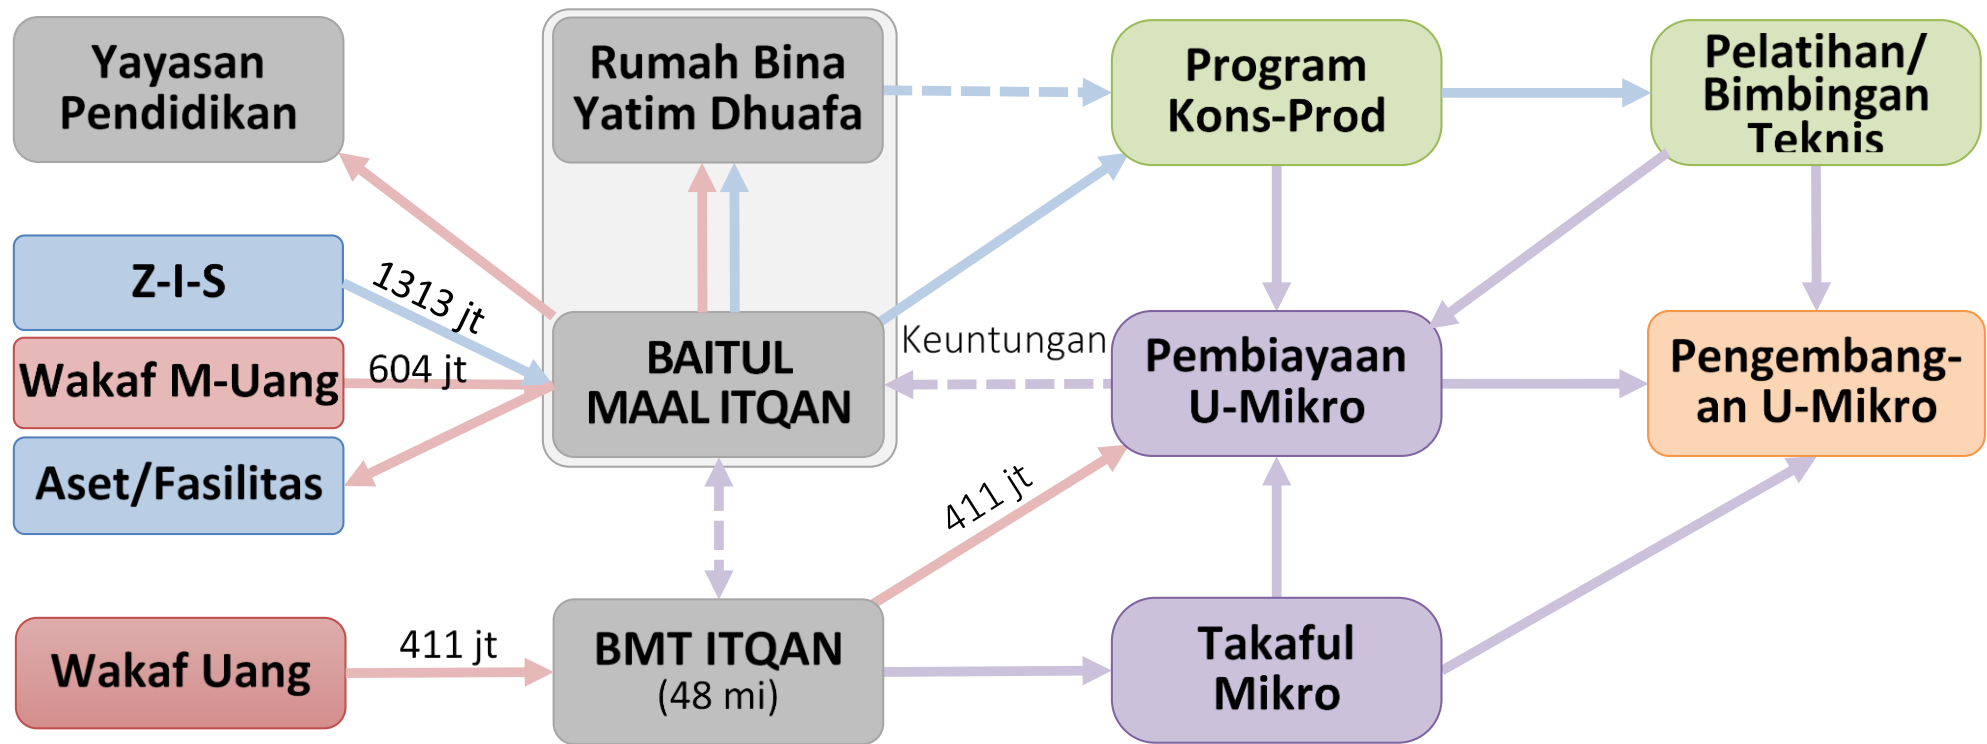 Yayasan
Pendidikan
Rumah Bina
Yatim Dhuafa
Program
Kons-Prod
Pelatihan/
Bimbingan
Teknis
Z-I-S
1313 jt
Wakaf M-Uang
604 jt
Aset/Fasilitas
BAITUL
MAAL ITQAN
Keuntungan
Pembiayaan
U-Mikro
Pengembang-
an U-Mikro
411 jt
Wakaf Uang
411 jt
BMT ITQAN
(48 mi)
Takaful
Mikro